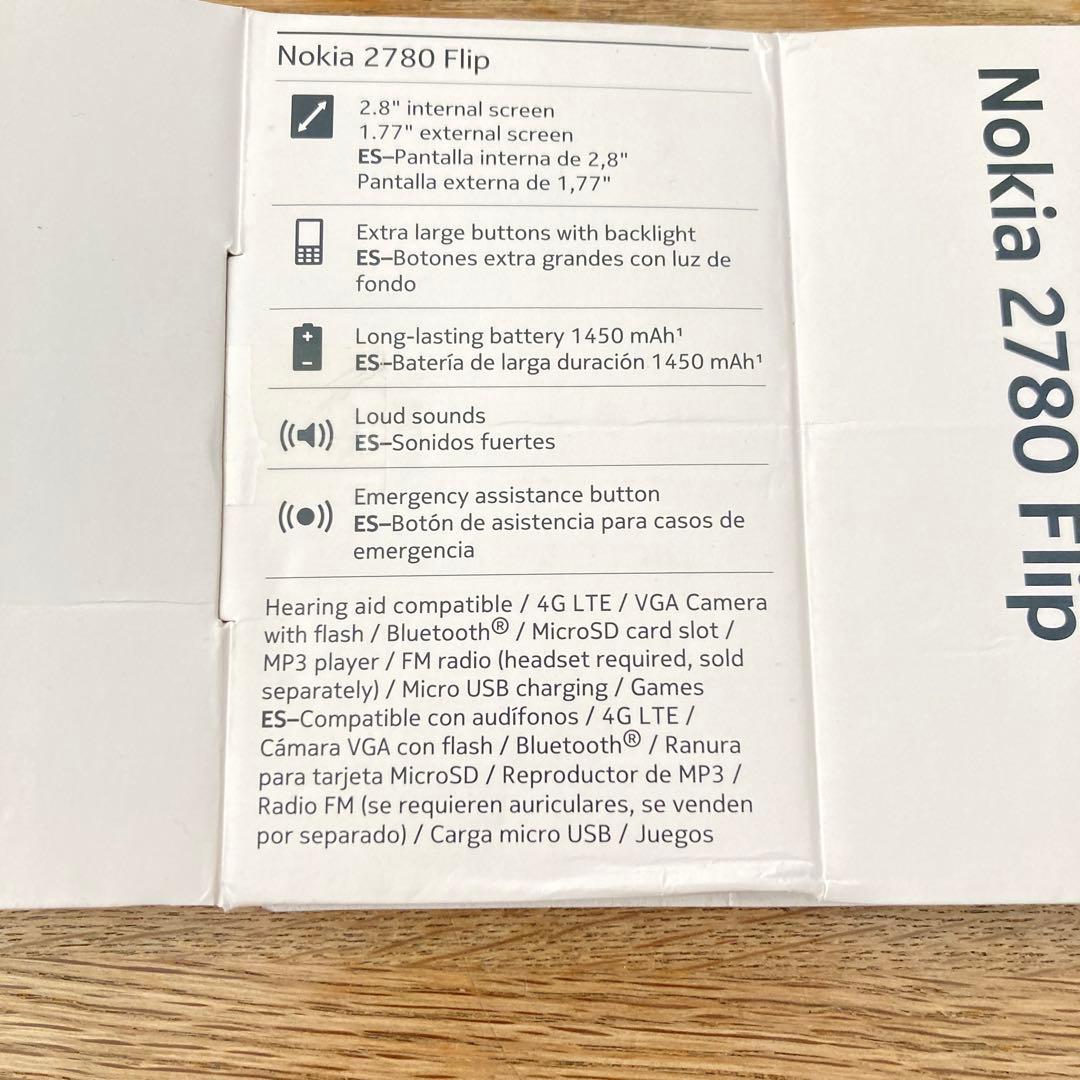 Nokia 2780 Flip
2.8" internal screen
1.77" external screen
ES–Pantalla interna de 2,8"
Pantalla externa de 1,77"
Extra large buttons with backlight
ES–Botones extra grandes con luz de
fondo
Long-lasting battery 1450 mAh¹
ES–Batería de larga duración 1450 mAh¹
Loud sounds
ES–Sonidos fuertes
Emergency assistance button
ES–Botón de asistencia para casos de
emergencia
Hearing aid compatible / 4G LTE / VGA Camera
with flash / Bluetooth® / MicroSD card slot /
MP3 player / FM radio (headset required, sold
separately) / Micro USB charging / Games
ES–Compatible con audífonos / 4G LTE /
Cámara VGA con flash / Bluetooth® / Ranura
para tarjeta MicroSD / Reproductor de MP3 /
Radio FM (se requieren auriculares, se venden
por separado) / Carga micro USB / Juegos
Nokia 2780 Flip